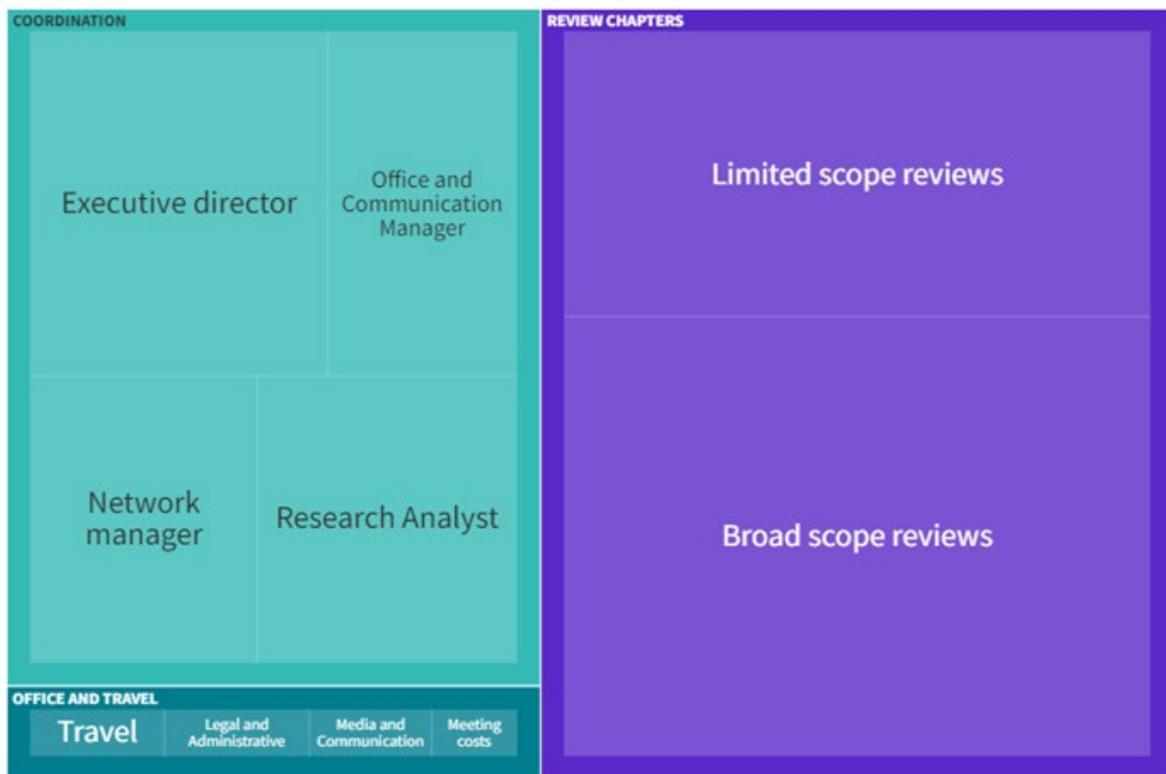 COORDINATION
Executive director
Office and
Communication
Manager
Network
manager
Research Analyst
OFFICE AND TRAVEL
Travel
Legal and
Administrative
Media and
Communication
Meeting
costs
REVIEW CHAPTERS
Limited scope reviews
Broad scope reviews